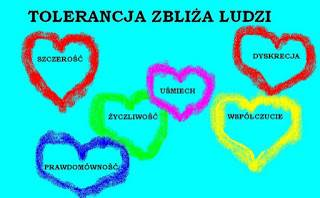 TOLERANCJA ZBLIŻA LUDZI
SZCZEROŚĆ
DYSKRECJA
UŚMIECH
ŻYCZLIWOŚĆ
WSPÓŁCZUCIE
PRAWDOMÓWNOŚĆ